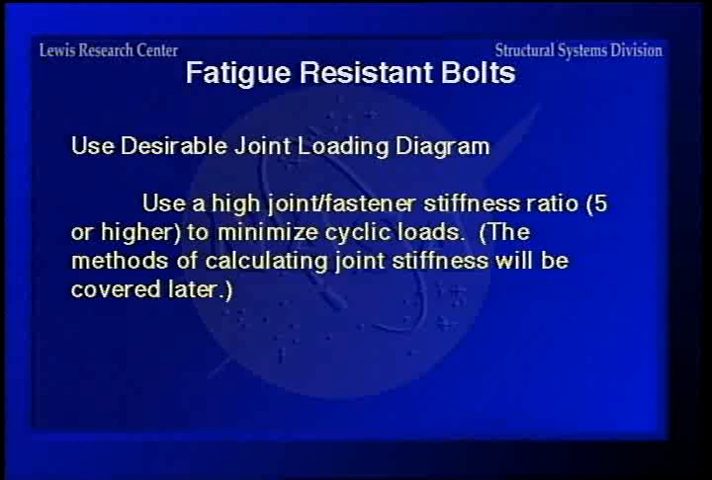 Lewis Research Center
Structural Systems Division
Fatigue Resistant Bolts
Use Desirable Joint Loading Diagram
Use a high joint/fastener stiffness ratio (5
or higher) to minimize cyclic loads. (The
methods of calculating joint stiffness will be
covered later.)